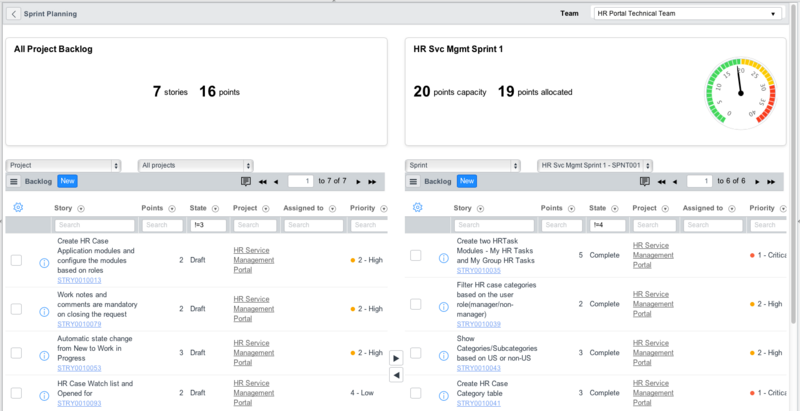 Sprint Planning
Team
HR Portal Technical Team
All Project Backlog
7 stories 16 points
HR Svc Mgmt Sprint 1
20 points capacity 19 points allocated
0
5
10
15
20
25
30
35
40
Project
All projects
Backlog New
1 to 7 of 7
Story Points State Project Assigned to Priority
Search Search !=3 Search Search Search
Create HR Case
Application modules and
configure the modules
based on roles
STRY0010013
2 Draft
HR Service
Management
Portal
2 - High
Work notes and
comments are mandatory
on closing the request
STRY0010079
2 Draft
HR Service
Management
Portal
2 - High
Automatic state change
from New to Work in
Progress
STRY0010053
3 Draft
HR Service
Management
Portal
2 - High
HR Case Watch list and
Opened for
STRY0010093
2 Draft
HR Service
Management
Portal
4 - Low
Sprint
HR Svc Mgmt Sprint 1 - SPNT001
Backlog New
1 to 6 of 6
Story Points State Project Assigned to Priority
Search Search !=4 Search Search Search
Create two HRTask
Modules - My HR Tasks
and My Group HR Tasks
STRY0010035
5 Complete
HR Service
Management
Portal
1 - Critica
Filter HR case categories
based on the user
role(manager/non-
manager)
STRY0010039
2 Complete
HR Service
Management
Portal
2 - High
Show
Categories/Subcategories
based on US or non-US
STRY0010043
3 Complete
HR Service
Management
Portal
2 - High
Create HR Case
Category table
STRY0010041
3 Complete
HR Service
Management
Portal
1 - Critica